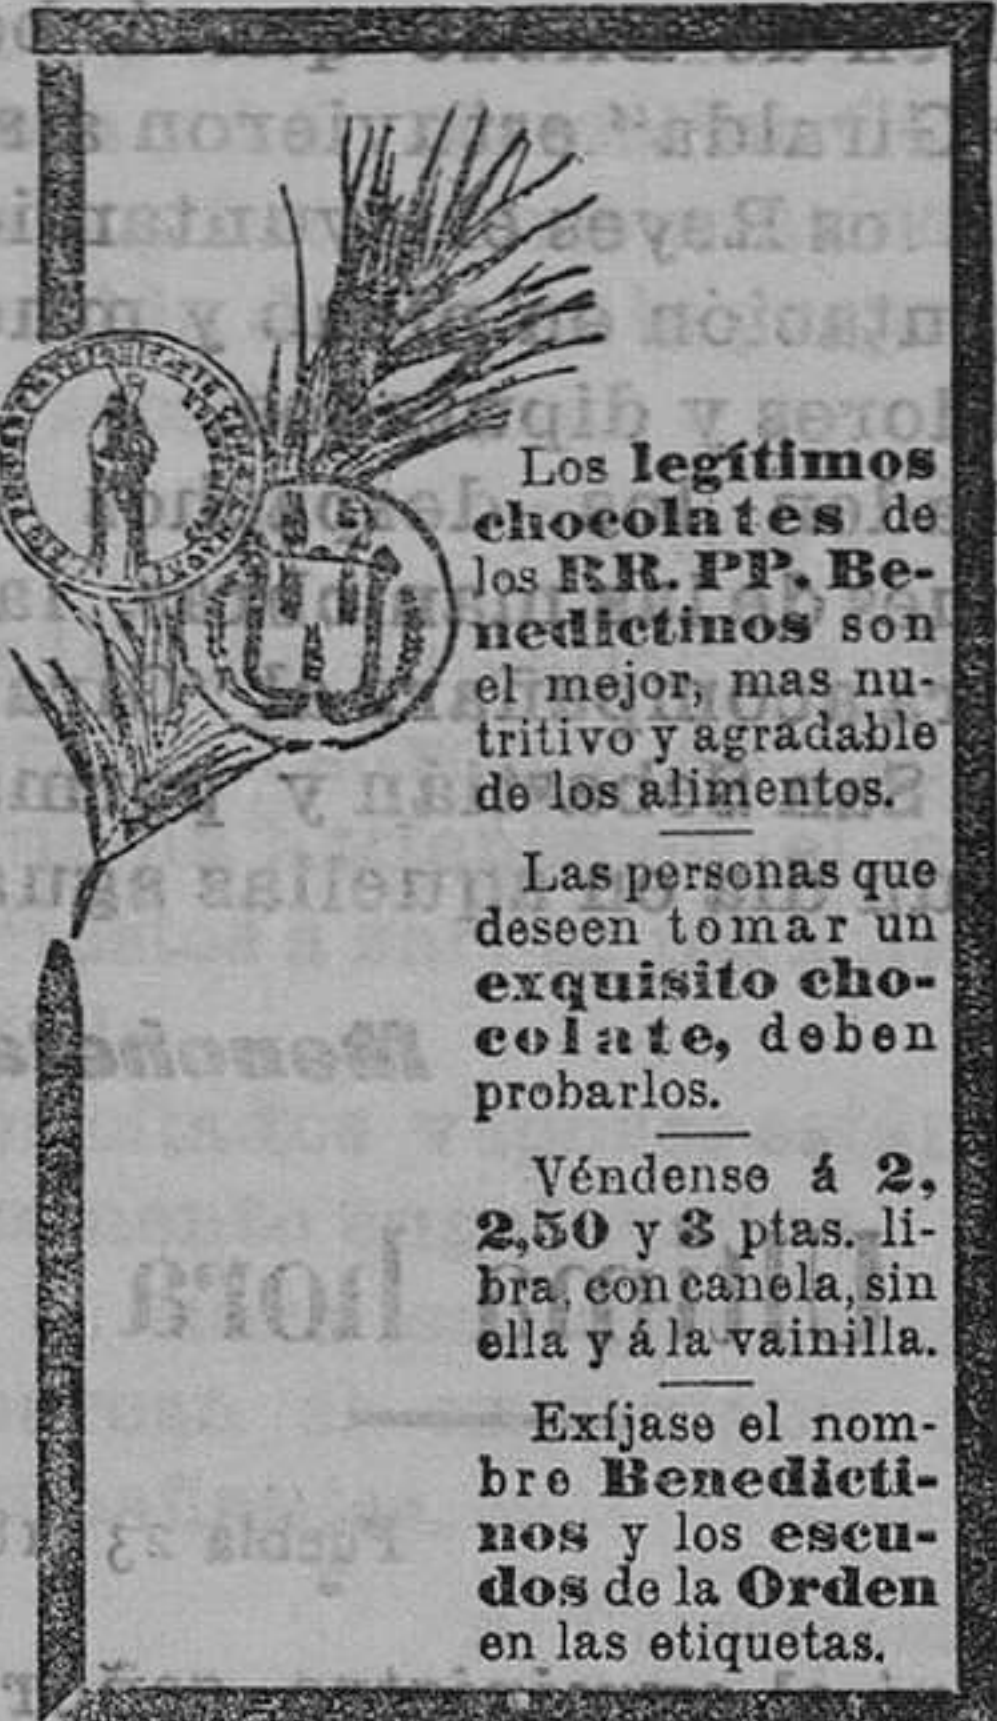 Los legítimos
chocolates de
los RR. PP. Be-
nedictinos son
el mejor, mas nu-
tritivo y agradable
de los alimentos.
Las personas que
deseen tomar un
exquisito cho-
colate, deben
probarlos.
Véndense á 2,
2,50 y 3 ptas. li-
bra, con canela, sin
ella y á la vainilla.
Exíjase el nom-
bre Benedicti-
nos y los escu-
dos de la Orden
en las etiquetas.